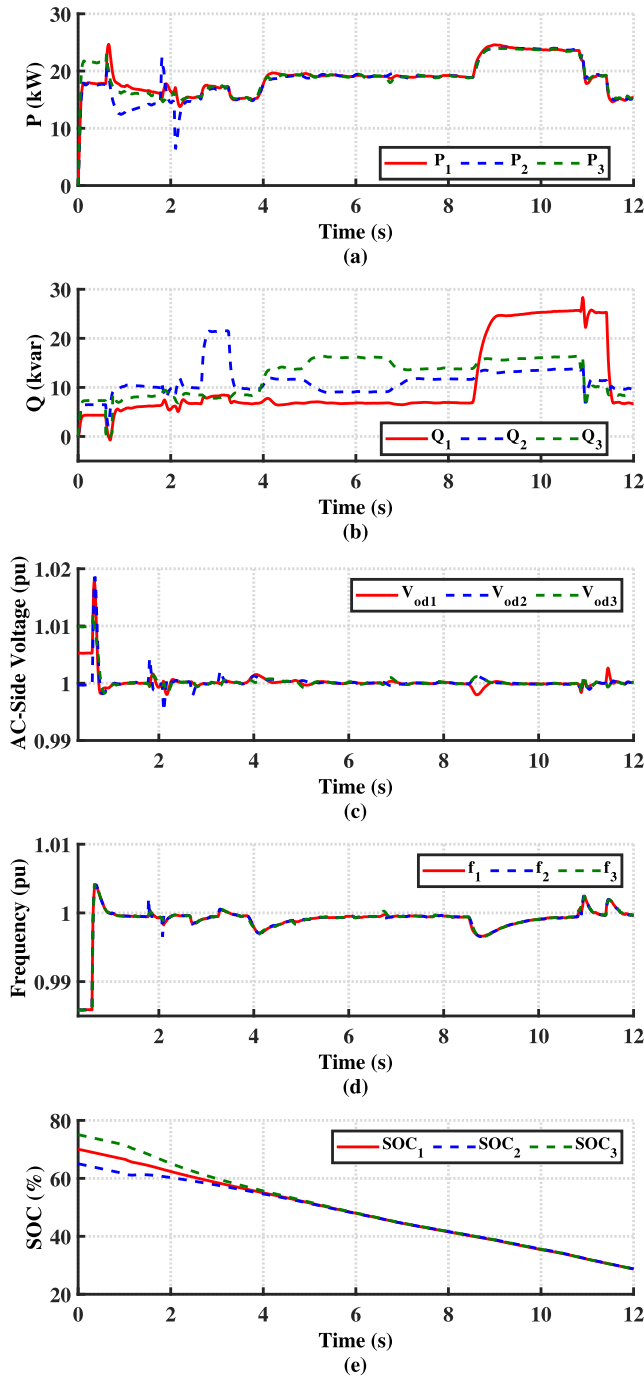 30
20
10
0
P (kW)
P1 P2 P3
0 2 4 6 8 10 12
Time (s)
(a)
30
20
10
0
Q (kvar)
Q1 Q2 Q3
0 2 4 6 8 10 12
Time (s)
(b)
1.02
1.01
1
0.99
AC-Side Voltage (pu)
Vod1 Vod2 Vod3
2 4 6 8 10 12
Time (s)
(c)
1.01
1
0.99
Frequency (pu)
f1 f2 f3
2 4 6 8 10 12
Time (s)
(d)
80
60
40
20
SOC (%)
SOC1 SOC2 SOC3
0 2 4 6 8 10 12
Time (s)
(e)